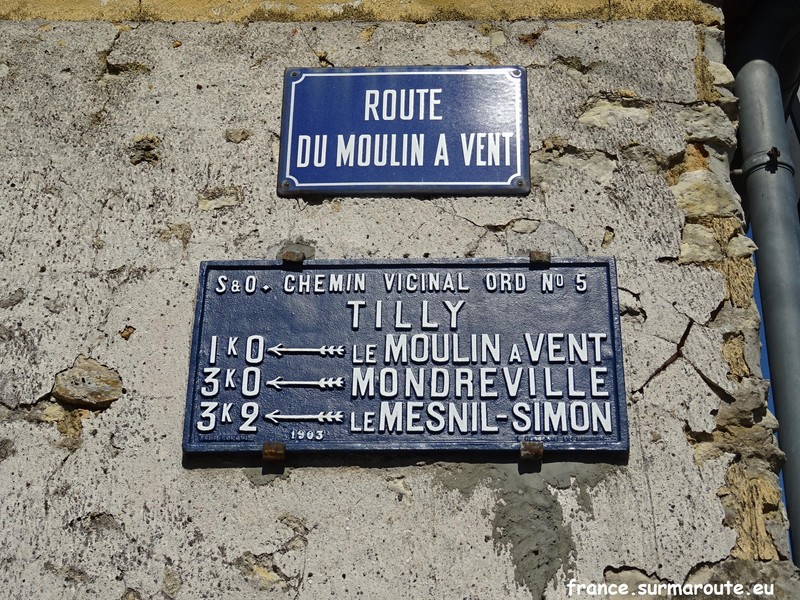 ROUTE
DU MOULIN A VENT
S&O. CHEMIN VICINAL ORD No 5
TILLY
1K0 LE MOULIN A VENT
3K0 MONDREVILLE
3K2 LE MESNIL-SIMON
1903
france.surmaroute.eu